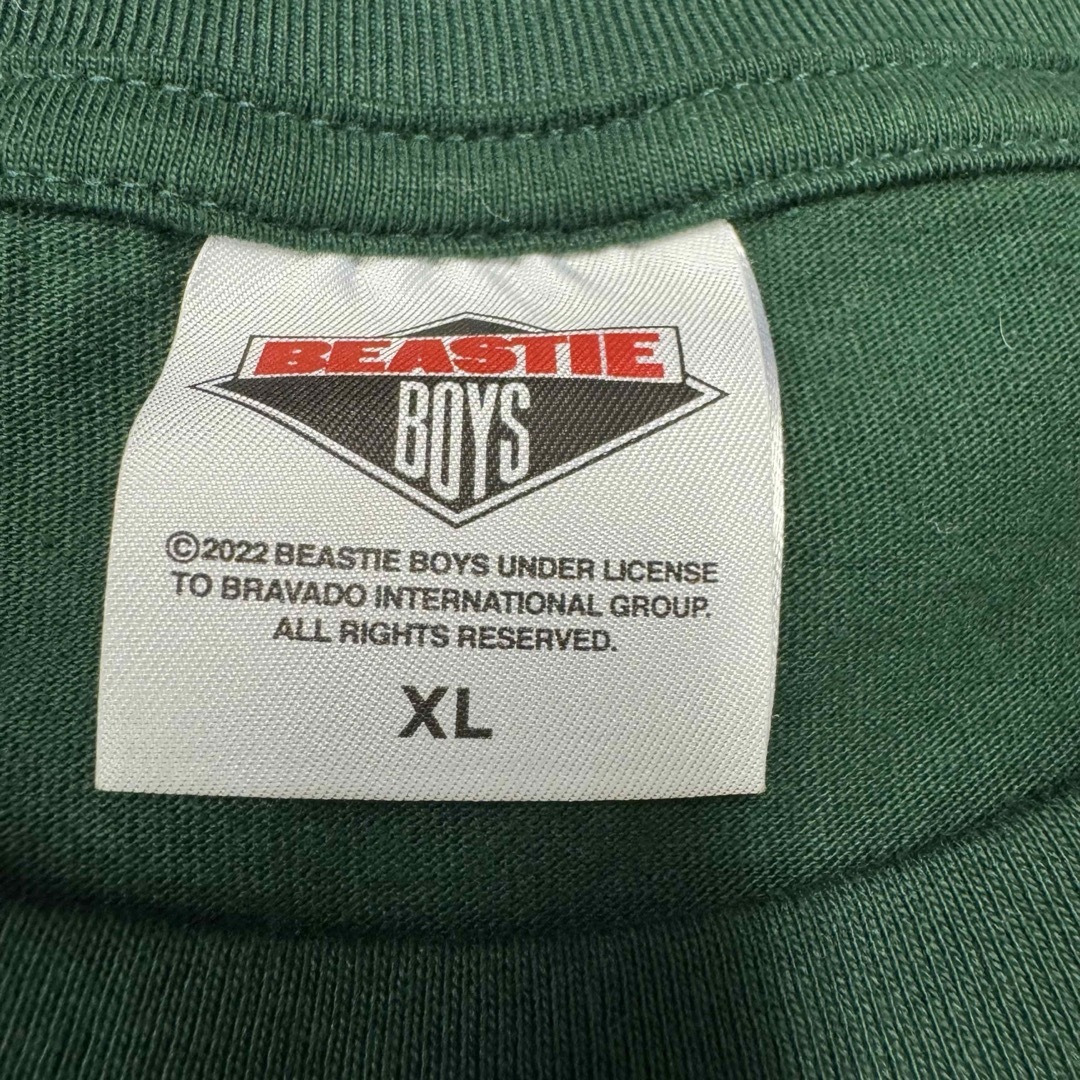 BEASTIE
BOYS
©2022 BEASTIE BOYS UNDER LICENSE
TO BRAVADO INTERNATIONAL GROUP.
ALL RIGHTS RESERVED.
XL